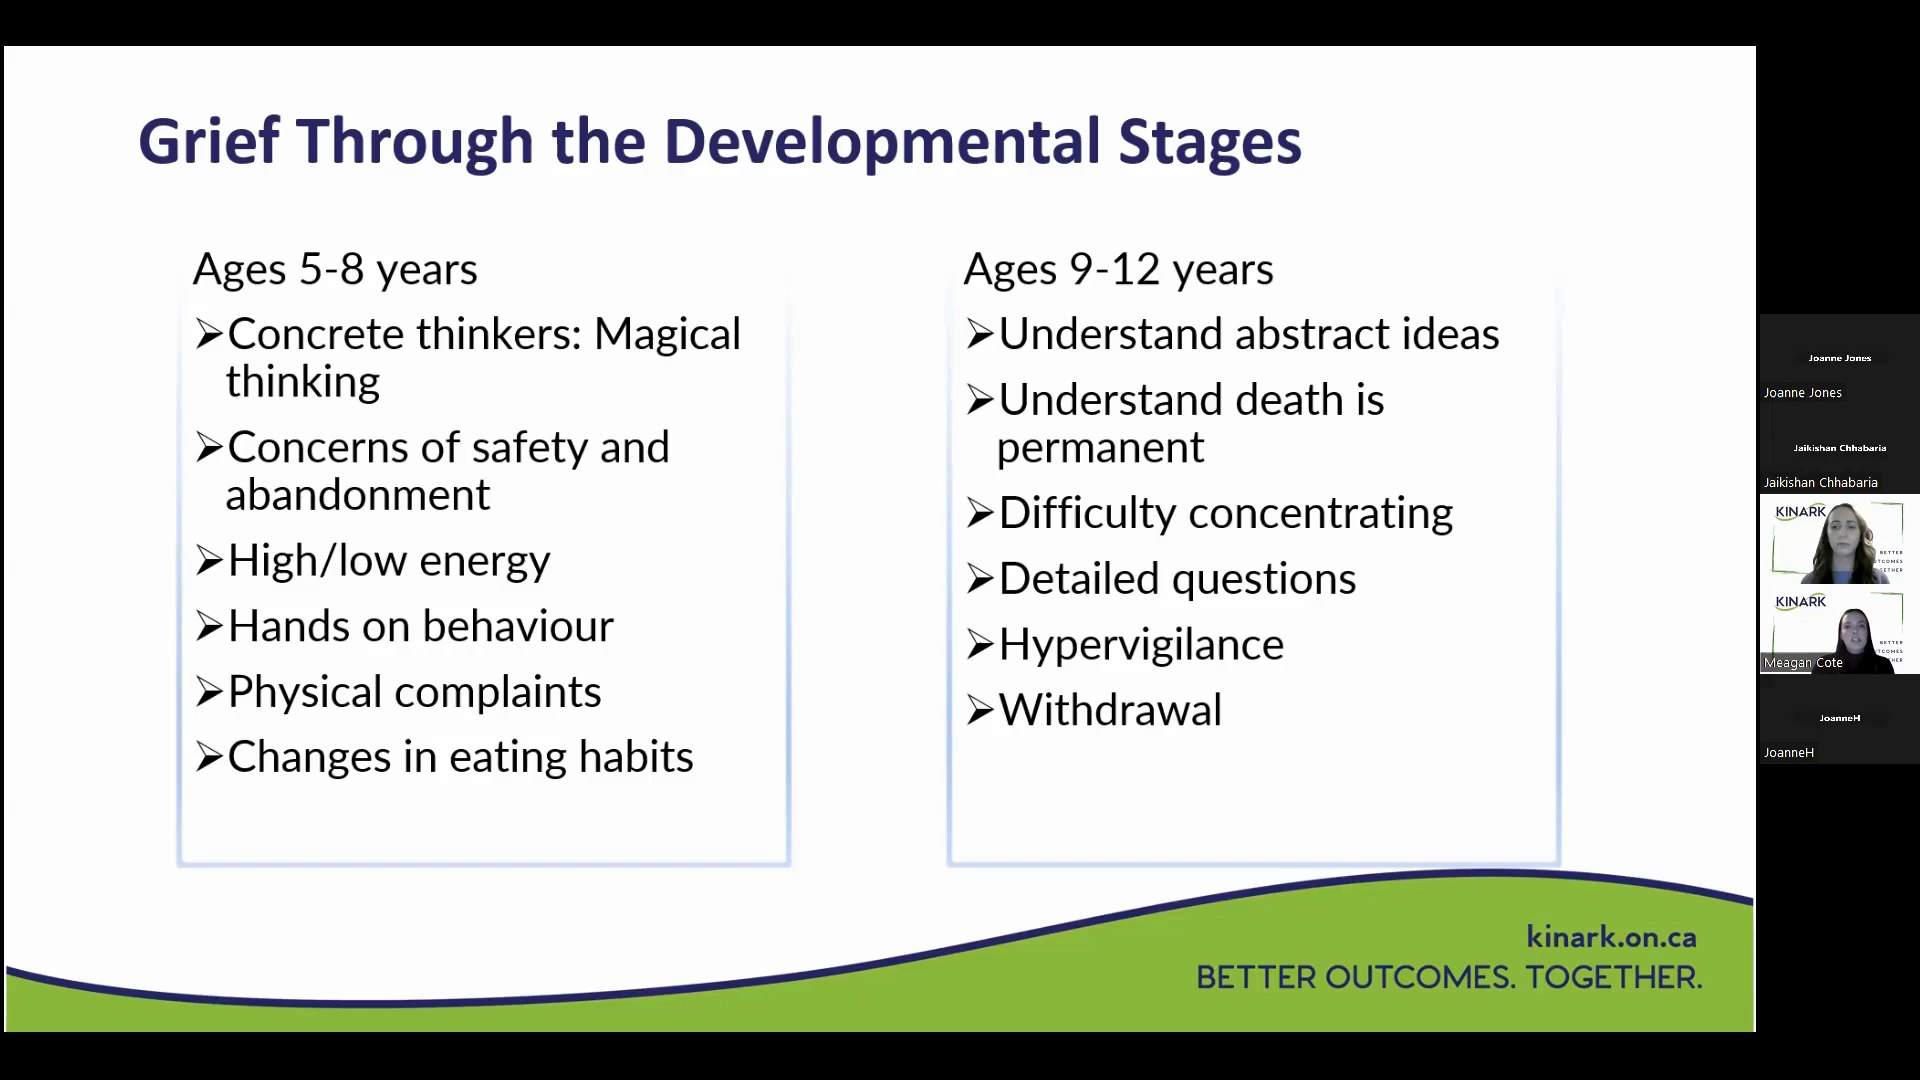 Grief Through the Developmental Stages
Ages 5-8 years
➢Concrete thinkers: Magical
thinking
➢Concerns of safety and
abandonment
➢High/low energy
➢Hands on behaviour
➢Physical complaints
➢Changes in eating habits
Ages 9-12 years
➢Understand abstract ideas
➢Understand death is
permanent
➢Difficulty concentrating
➢Detailed questions
➢Hypervigilance
➢Withdrawal
kinark.on.ca
BETTER OUTCOMES. TOGETHER.
Joanne Jones
Joanne Jones
Jaikishan Chhabaria
Jaikishan Chhabaria
KINARK
BETTER
KINARK
BETTER
Meagan Cote
JoanneH
JoanneH